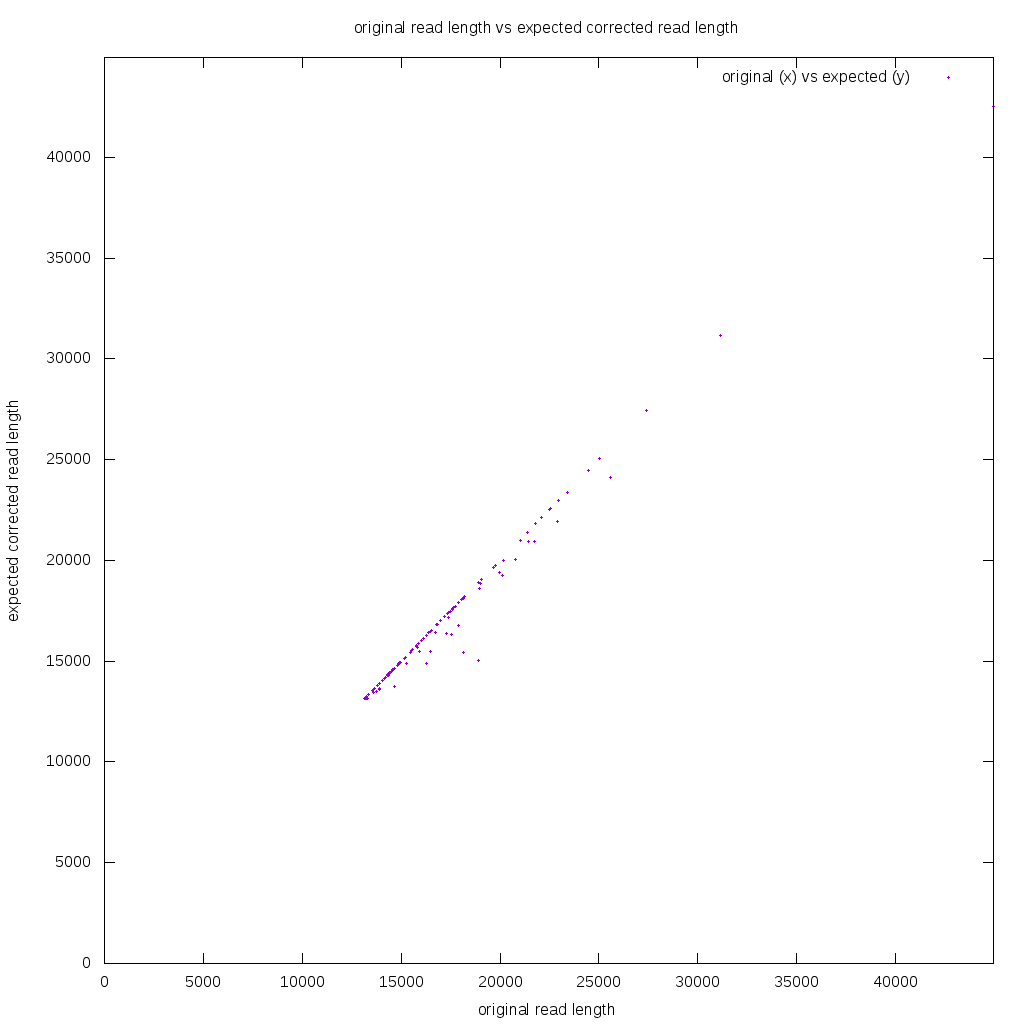 original read length vs expected corrected read length
original (x) vs expected (y)
40000
35000
30000
25000
20000
15000
10000
5000
0
expected corrected read length
0 5000 10000 15000 20000 25000 30000 35000 40000
original read length